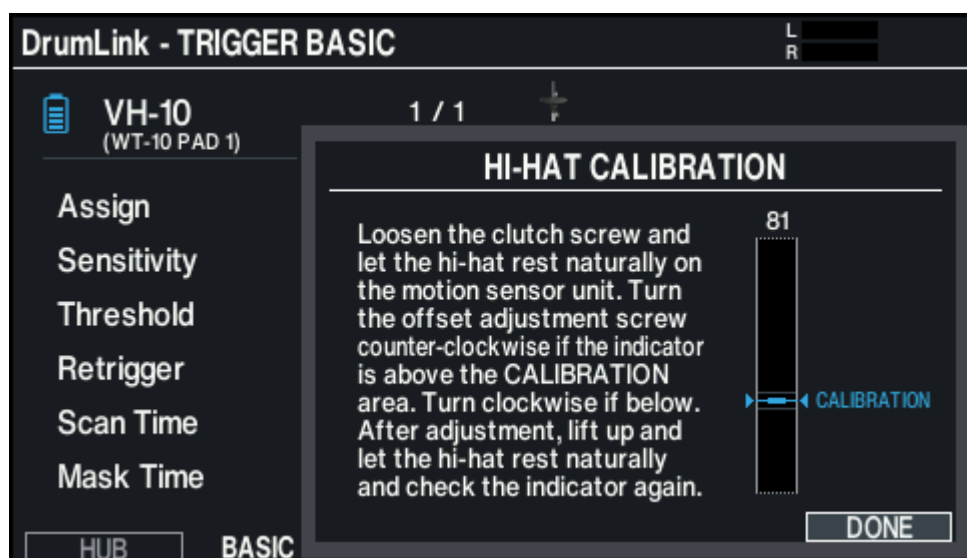 DrumLink - TRIGGER BASIC
L
R
VH-10
(WT-10 PAD 1)
1 / 1
Assign
Sensitivity
Threshold
Retrigger
Scan Time
Mask Time
HUB
BASIC
HI-HAT CALIBRATION
Loosen the clutch screw and
let the hi-hat rest naturally on
the motion sensor unit. Turn
the offset adjustment screw
counter-clockwise if the indicator
is above the CALIBRATION
area. Turn clockwise if below.
After adjustment, lift up and
let the hi-hat rest naturally
and check the indicator again.
81
CALIBRATION
DONE